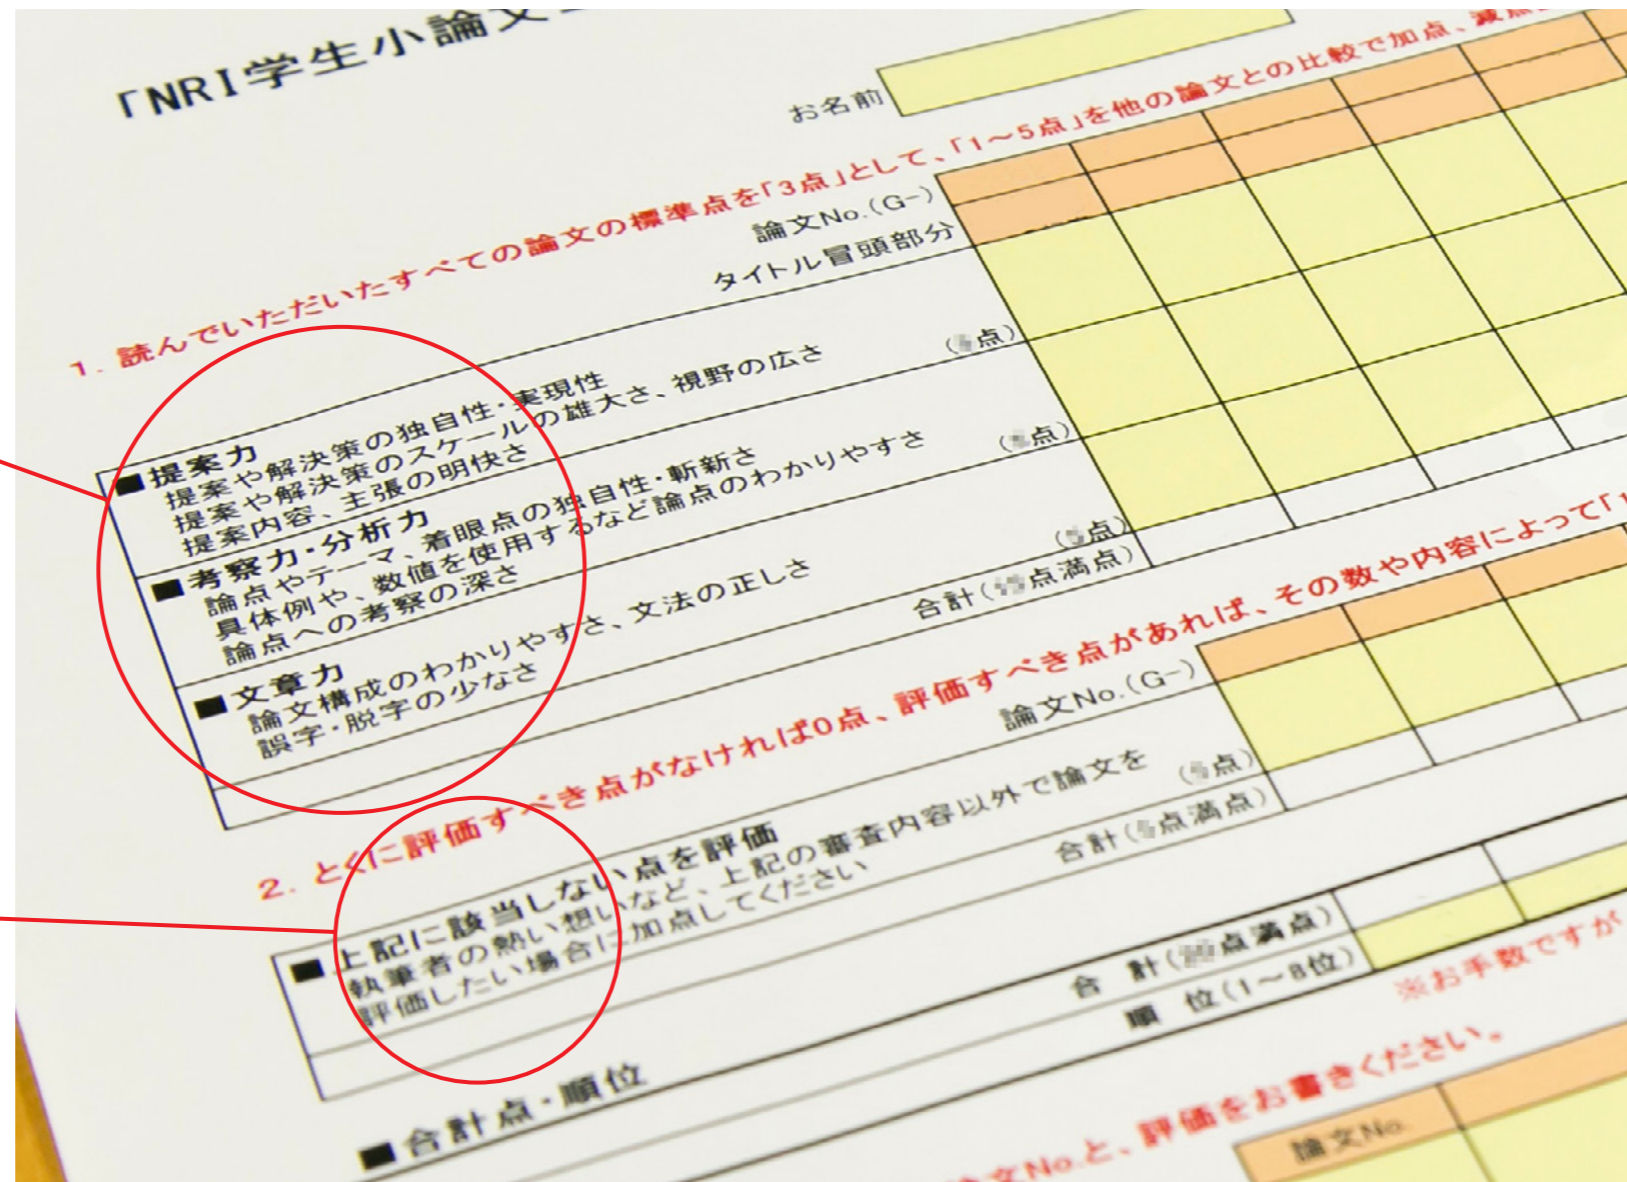 「NRI学生小論文
お名前
1. 読んでいただいたすべての論文の標準点を「3点」として、「1～5点」を他の論文との比較で加点、減点
論文No.(G-)
タイトル冒頭部分
■提案力
提案や解決策の独自性・実現性
提案や解決策のスケールの雄大さ、視野の広さ
提案内容、主張の明快さ
(点)
■考察力・分析力
論点やテーマ、着眼点の独自性・斬新さ
具体例や、数値を使用するなど論点のわかりやすさ
論点への考察の深さ
(点)
■文章力
論文構成のわかりやすさ、文法の正しさ
誤字・脱字の少なさ
(点)
合計(点満点)
2. とくに評価すべき点がなければ0点、評価すべき点があれば、その数や内容によって「1
論文No.(G-)
■上記に該当しない点を評価
執筆者の熱い想いなど、上記の審査内容以外で論文を
評価したい場合に加点してください
(点)
合計(点満点)
■合計点・順位
合 計(点満点)
順 位(1～8位)
※お手数ですが
論文No.と、評価をお書きください。
論文No.